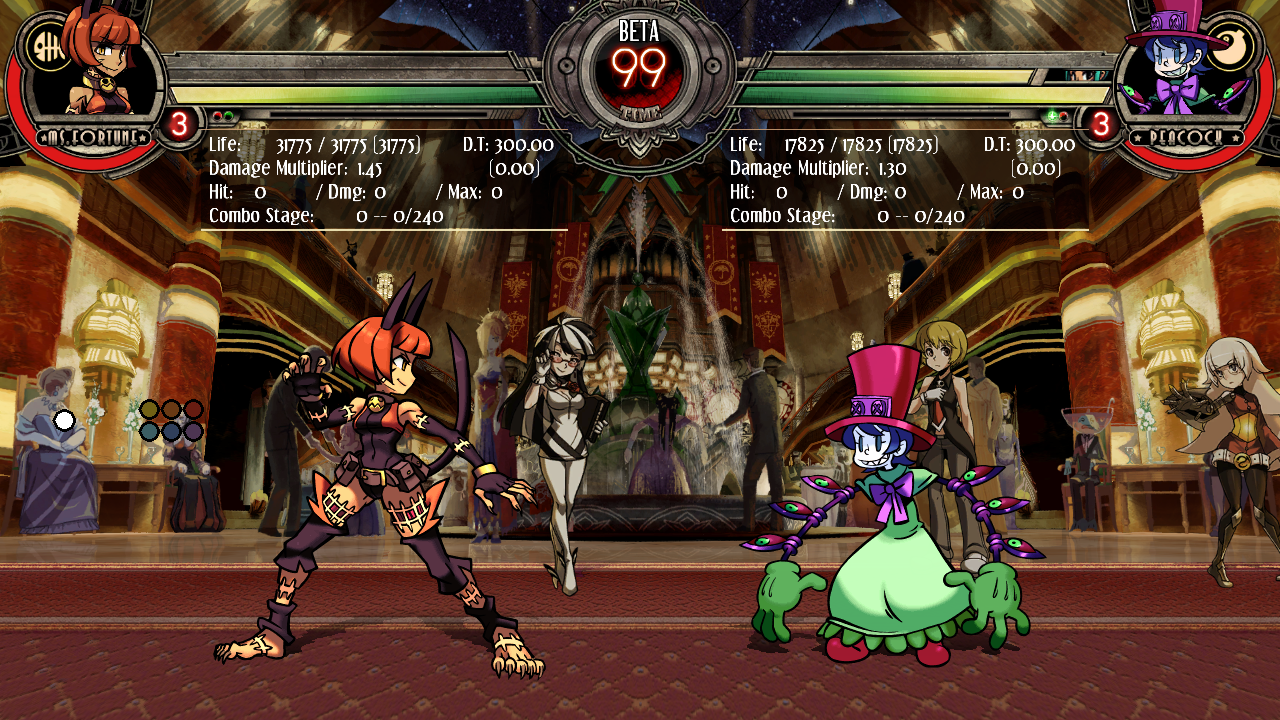 BETA
99
TIME
MS. FORTUNE
3
3
PEACOCK
Life: 31775 / 31775 (31775) D.T: 300.00
Damage Multiplier: 1.45 (0.00)
Hit: 0 / Dmg: 0 / Max: 0
Combo Stage: 0 -- 0/240
Life: 17825 / 17825 (17825) D.T: 300.00
Damage Multiplier: 1.30 (0.00)
Hit: 0 / Dmg: 0 / Max: 0
Combo Stage: 0 -- 0/240